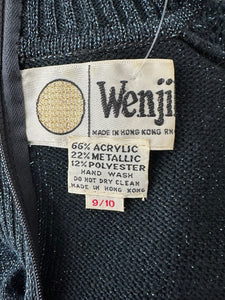 Wenji
MADE IN HONG KONG RN
66% ACRYLIC
22% METALLIC
12% POLYESTER
HAND WASH
DO NOT DRY CLEAN
MADE IN HONG KONG
9/10